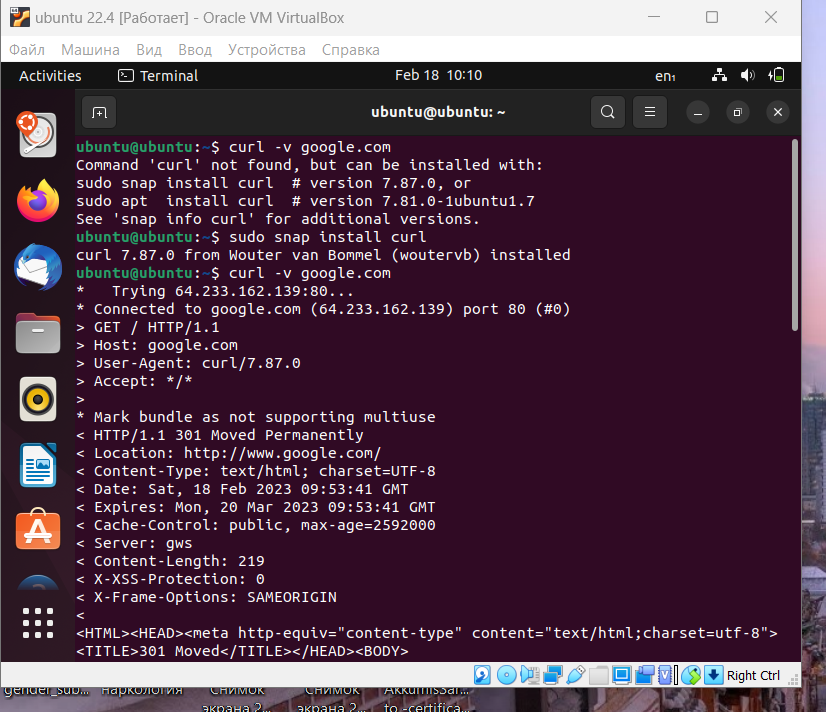 ubuntu 22.4 [Работает] - Oracle VM VirtualBox
Файл Машина Вид Ввод Устройства Справка
Activities Terminal Feb 18 10:10 en₁
ubuntu@ubuntu: ~
ubuntu@ubuntu:~$ curl -v google.com
Command 'curl' not found, but can be installed with:
sudo snap install curl  # version 7.87.0, or
sudo apt  install curl  # version 7.81.0-1ubuntu1.7
See 'snap info curl' for additional versions.
ubuntu@ubuntu:~$ sudo snap install curl
curl 7.87.0 from Wouter van Bommel (woutervb) installed
ubuntu@ubuntu:~$ curl -v google.com
*   Trying 64.233.162.139:80...
* Connected to google.com (64.233.162.139) port 80 (#0)
> GET / HTTP/1.1
> Host: google.com
> User-Agent: curl/7.87.0
> Accept: */*
>
* Mark bundle as not supporting multiuse
< HTTP/1.1 301 Moved Permanently
< Location: http://www.google.com/
< Content-Type: text/html; charset=UTF-8
< Date: Sat, 18 Feb 2023 09:53:41 GMT
< Expires: Mon, 20 Mar 2023 09:53:41 GMT
< Cache-Control: public, max-age=2592000
< Server: gws
< Content-Length: 219
< X-XSS-Protection: 0
< X-Frame-Options: SAMEORIGIN
<
<HTML><HEAD><meta http-equiv="content-type" content="text/html;charset=utf-8">
<TITLE>301 Moved</TITLE></HEAD><BODY>
Right Ctrl
gender_sub... наркология Снимок Снимок
экрана 2... экрана 2... to -certifica...